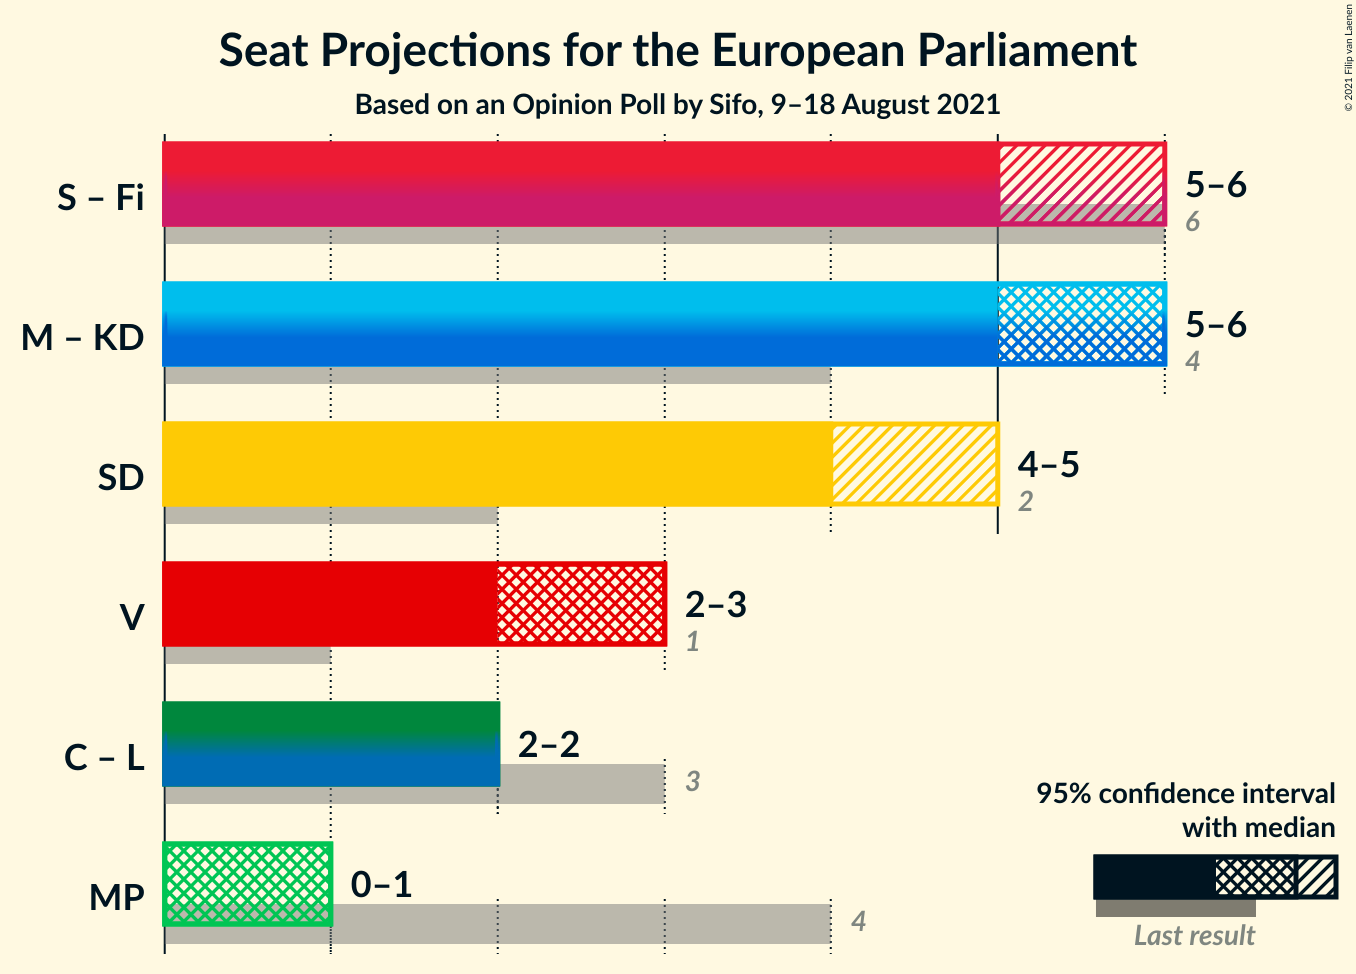 Seat Projections for the European Parliament
Based on an Opinion Poll by Sifo, 9–18 August 2021
© 2021 Filip van Laenen
S – Fi
5–6
6
M – KD
5–6
4
SD
4–5
2
V
2–3
1
C – L
2–2
3
MP
0–1
4
95% confidence interval
with median
Last result